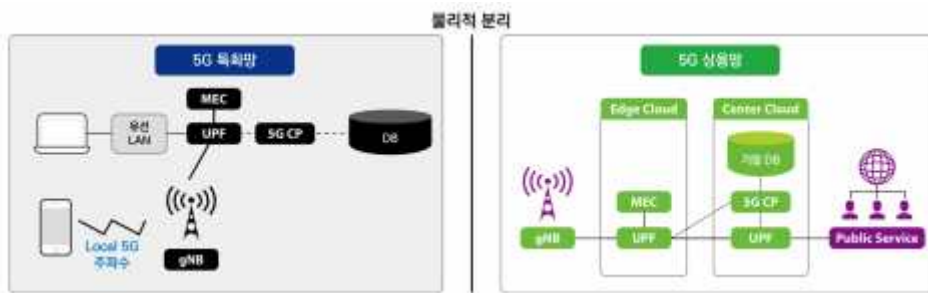 물리적 분리
5G 특화망
MEC
유선
LAN
UPF
5G CP
DB
Local 5G
주파수
gNB
5G 상용망
Edge Cloud
Center Cloud
가입 DB
MEC
5G CP
gNB
UPF
UPF
Public Service